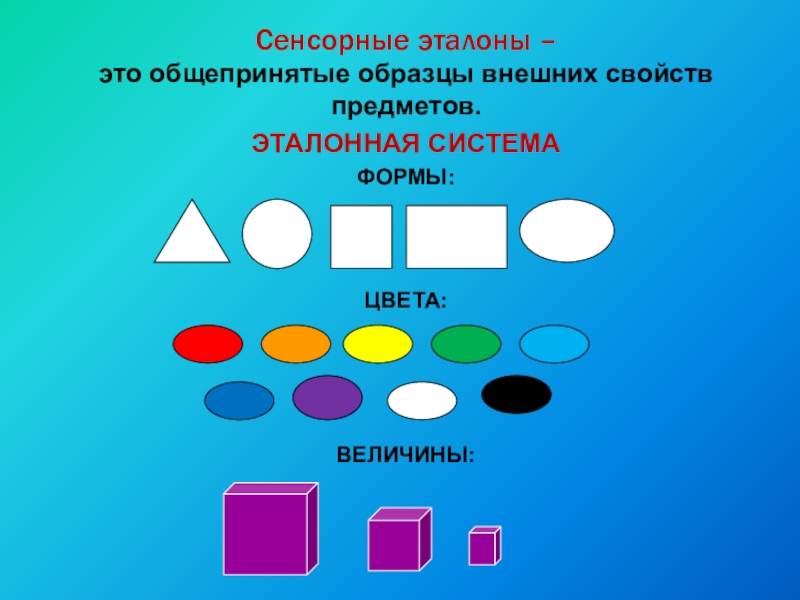 Сенсорные эталоны –
это общепринятые образцы внешних свойств
предметов.
ЭТАЛОННАЯ СИСТЕМА
ФОРМЫ:
ЦВЕТА:
ВЕЛИЧИНЫ: